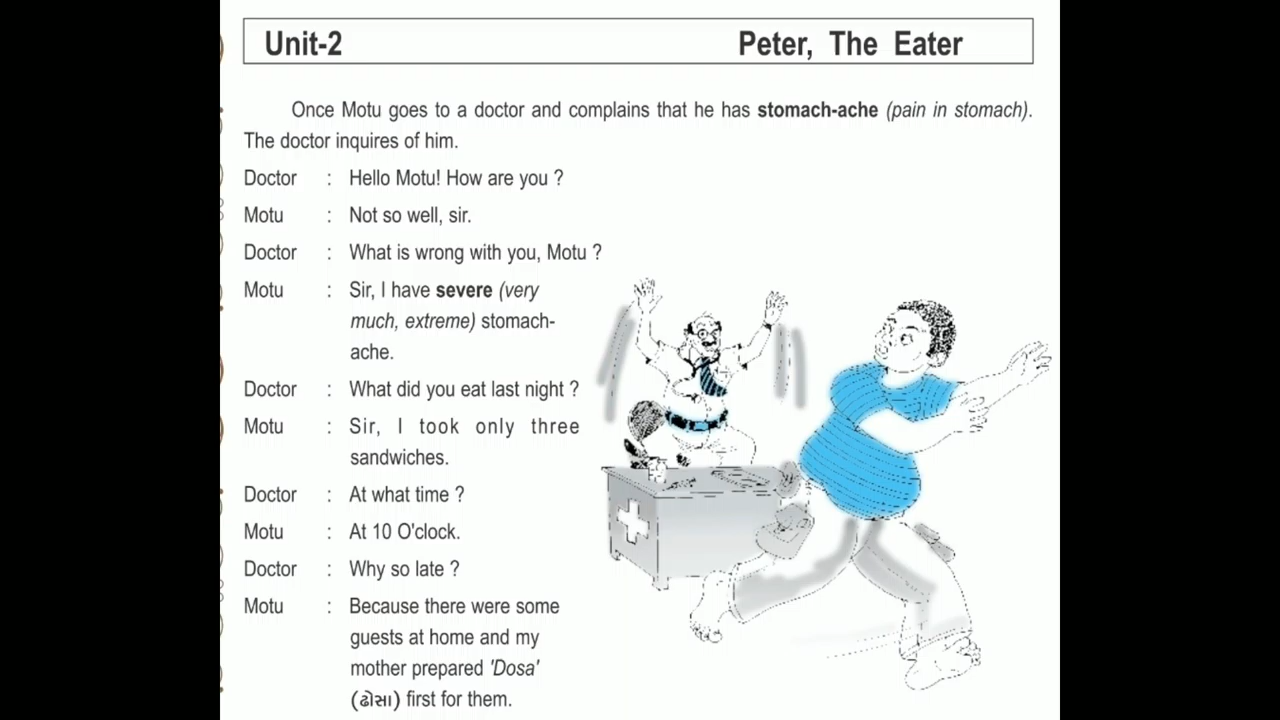 Unit-2 Peter, The Eater
Once Motu goes to a doctor and complains that he has stomach-ache (pain in stomach).
The doctor inquires of him.
Doctor : Hello Motu! How are you ?
Motu : Not so well, sir.
Doctor : What is wrong with you, Motu ?
Motu : Sir, I have severe (very
much, extreme) stomach-
ache.
Doctor : What did you eat last night ?
Motu : Sir, I took only three
sandwiches.
Doctor : At what time ?
Motu : At 10 O'clock.
Doctor : Why so late ?
Motu : Because there were some
guests at home and my
mother prepared 'Dosa'
(ઢોસા) first for them.